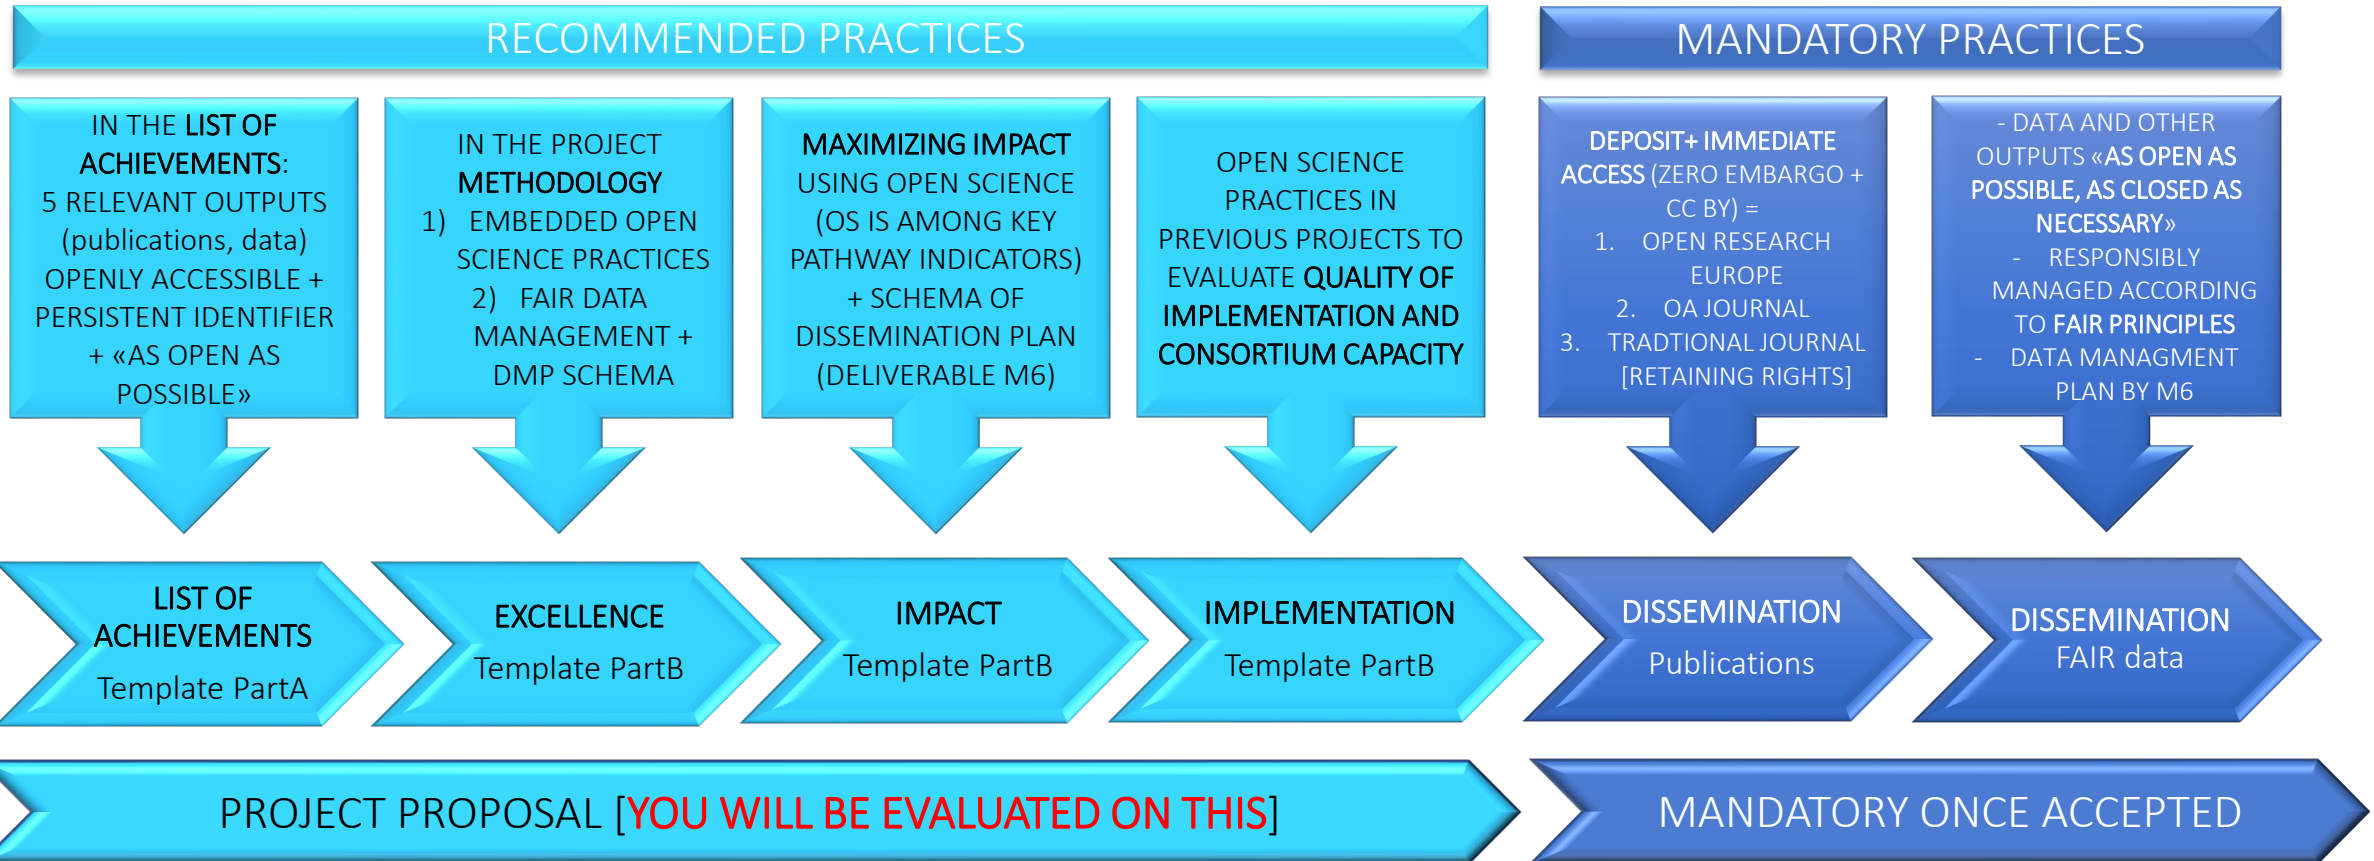 RECOMMENDED PRACTICES
MANDATORY PRACTICES
IN THE LIST OF
ACHIEVEMENTS:
5 RELEVANT OUTPUTS
(publications, data)
OPENLY ACCESSIBLE +
PERSISTENT IDENTIFIER
+ «AS OPEN AS
POSSIBLE»
IN THE PROJECT
METHODOLOGY
1) EMBEDDED OPEN
SCIENCE PRACTICES
2) FAIR DATA
MANAGEMENT +
DMP SCHEMA
MAXIMIZING IMPACT
USING OPEN SCIENCE
(OS IS AMONG KEY
PATHWAY INDICATORS)
+ SCHEMA OF
DISSEMINATION PLAN
(DELIVERABLE M6)
OPEN SCIENCE
PRACTICES IN
PREVIOUS PROJECTS TO
EVALUATE QUALITY OF
IMPLEMENTATION AND
CONSORTIUM CAPACITY
DEPOSIT+ IMMEDIATE
ACCESS (ZERO EMBARGO +
CC BY) =
1. OPEN RESEARCH
EUROPE
2. OA JOURNAL
3. TRADTIONAL JOURNAL
[RETAINING RIGHTS]
- DATA AND OTHER
OUTPUTS «AS OPEN AS
POSSIBLE, AS CLOSED AS
NECESSARY»
- RESPONSIBLY
MANAGED ACCORDING
TO FAIR PRINCIPLES
- DATA MANAGMENT
PLAN BY M6
LIST OF
ACHIEVEMENTS
Template PartA
EXCELLENCE
Template PartB
IMPACT
Template PartB
IMPLEMENTATION
Template PartB
DISSEMINATION
Publications
DISSEMINATION
FAIR data
PROJECT PROPOSAL [YOU WILL BE EVALUATED ON THIS]
MANDATORY ONCE ACCEPTED